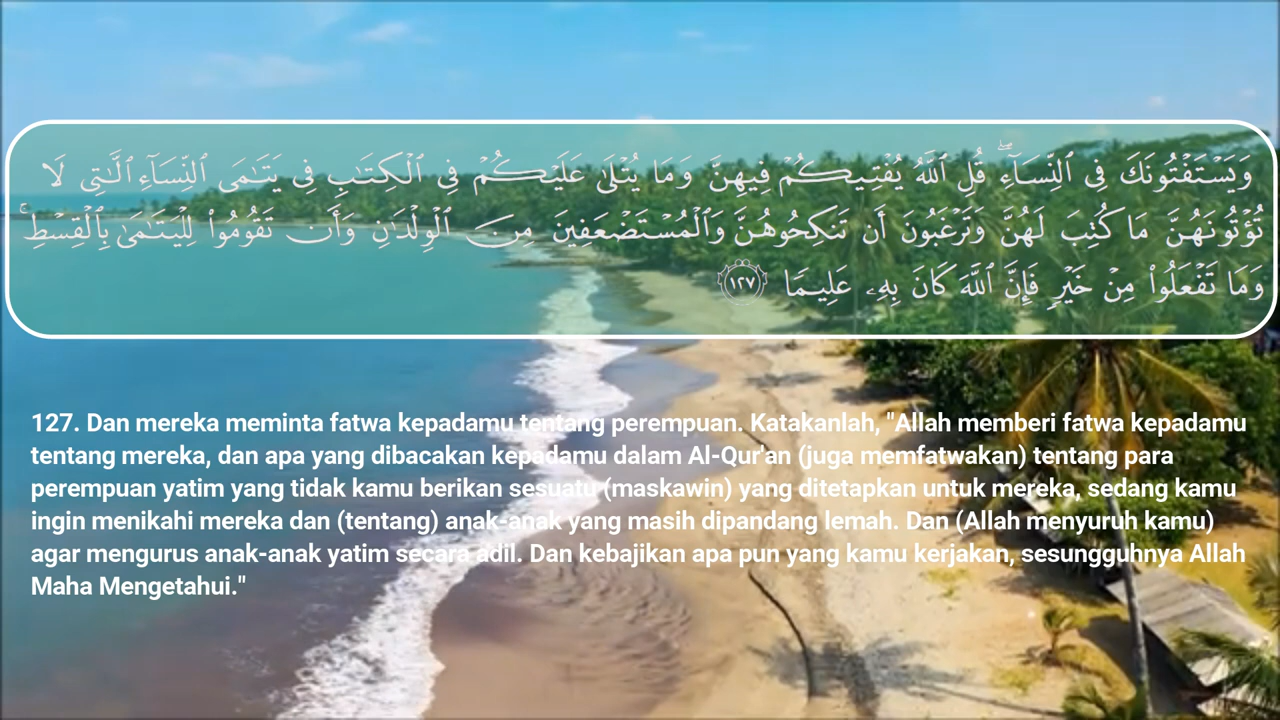 وَيَسْتَفْتُونَكَ فِى ٱلنِّسَآءِ ۖ قُلِ ٱللَّهُ يُفْتِيكُمْ فِيهِنَّ وَمَا يُتْلَىٰ عَلَيْكُمْ فِى ٱلْكِتَـٰبِ فِى يَتَـٰمَى ٱلنِّسَآءِ ٱلَّـٰتِى لَا
تُؤْتُونَهُنَّ مَا كُتِبَ لَهُنَّ وَتَرْغَبُونَ أَن تَنكِحُوهُنَّ وَٱلْمُسْتَضْعَفِينَ مِنَ ٱلْوِلْدَٰنِ وَأَن تَقُومُوا۟ لِلْيَتَـٰمَىٰ بِٱلْقِسْطِ ۚ
وَمَا تَفْعَلُوا۟ مِنْ خَيْرٍ فَإِنَّ ٱللَّهَ كَانَ بِهِۦ عَلِيمًا ١٢٧
127. Dan mereka meminta fatwa kepadamu tentang perempuan. Katakanlah, "Allah memberi fatwa kepadamu
tentang mereka, dan apa yang dibacakan kepadamu dalam Al-Qur'an (juga memfatwakan) tentang para
perempuan yatim yang tidak kamu berikan sesuatu (maskawin) yang ditetapkan untuk mereka, sedang kamu
ingin menikahi mereka dan (tentang) anak-anak yang masih dipandang lemah. Dan (Allah menyuruh kamu)
agar mengurus anak-anak yatim secara adil. Dan kebajikan apa pun yang kamu kerjakan, sesungguhnya Allah
Maha Mengetahui."